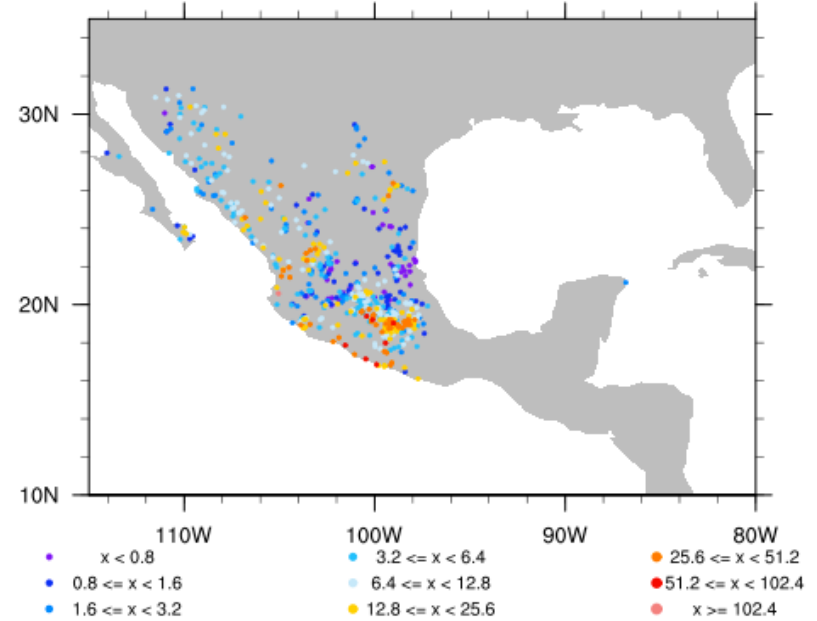 30N
20N
10N
110W 100W 90W 80W
x < 0.8 3.2 <= x < 6.4 25.6 <= x < 51.2
0.8 <= x < 1.6 6.4 <= x < 12.8 51.2 <= x < 102.4
1.6 <= x < 3.2 12.8 <= x < 25.6 x >= 102.4